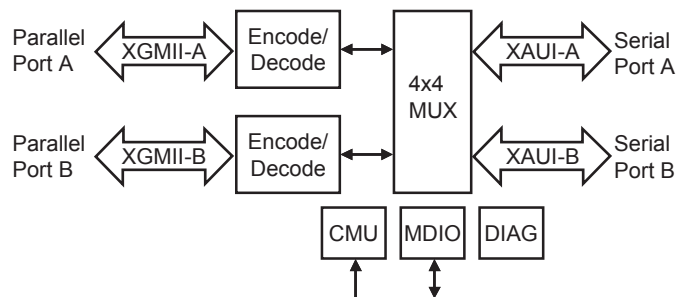 Parallel
Port A
XGMII-A
Encode/
Decode
4x4
MUX
XAUI-A
Serial
Port A
Parallel
Port B
XGMII-B
Encode/
Decode
XAUI-B
Serial
Port B
CMU
MDIO
DIAG